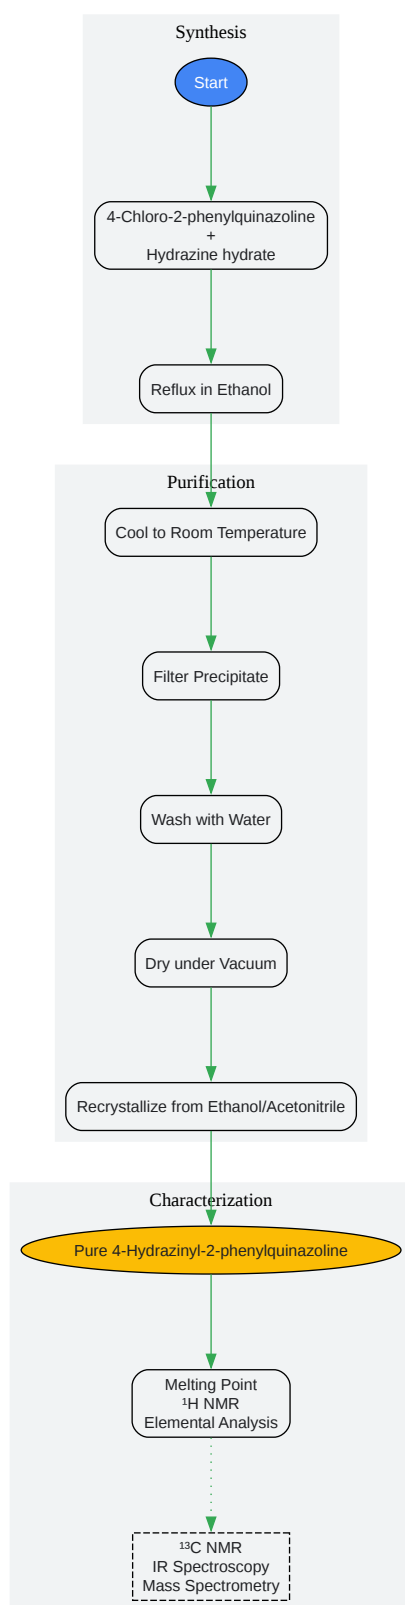 Synthesis
Start
4-Chloro-2-phenylquinazoline
+
Hydrazine hydrate
Reflux in Ethanol
Purification
Cool to Room Temperature
Filter Precipitate
Wash with Water
Dry under Vacuum
Recrystallize from Ethanol/Acetonitrile
Characterization
Pure 4-Hydrazinyl-2-phenylquinazoline
Melting Point
¹H NMR
Elemental Analysis
¹³C NMR
IR Spectroscopy
Mass Spectrometry